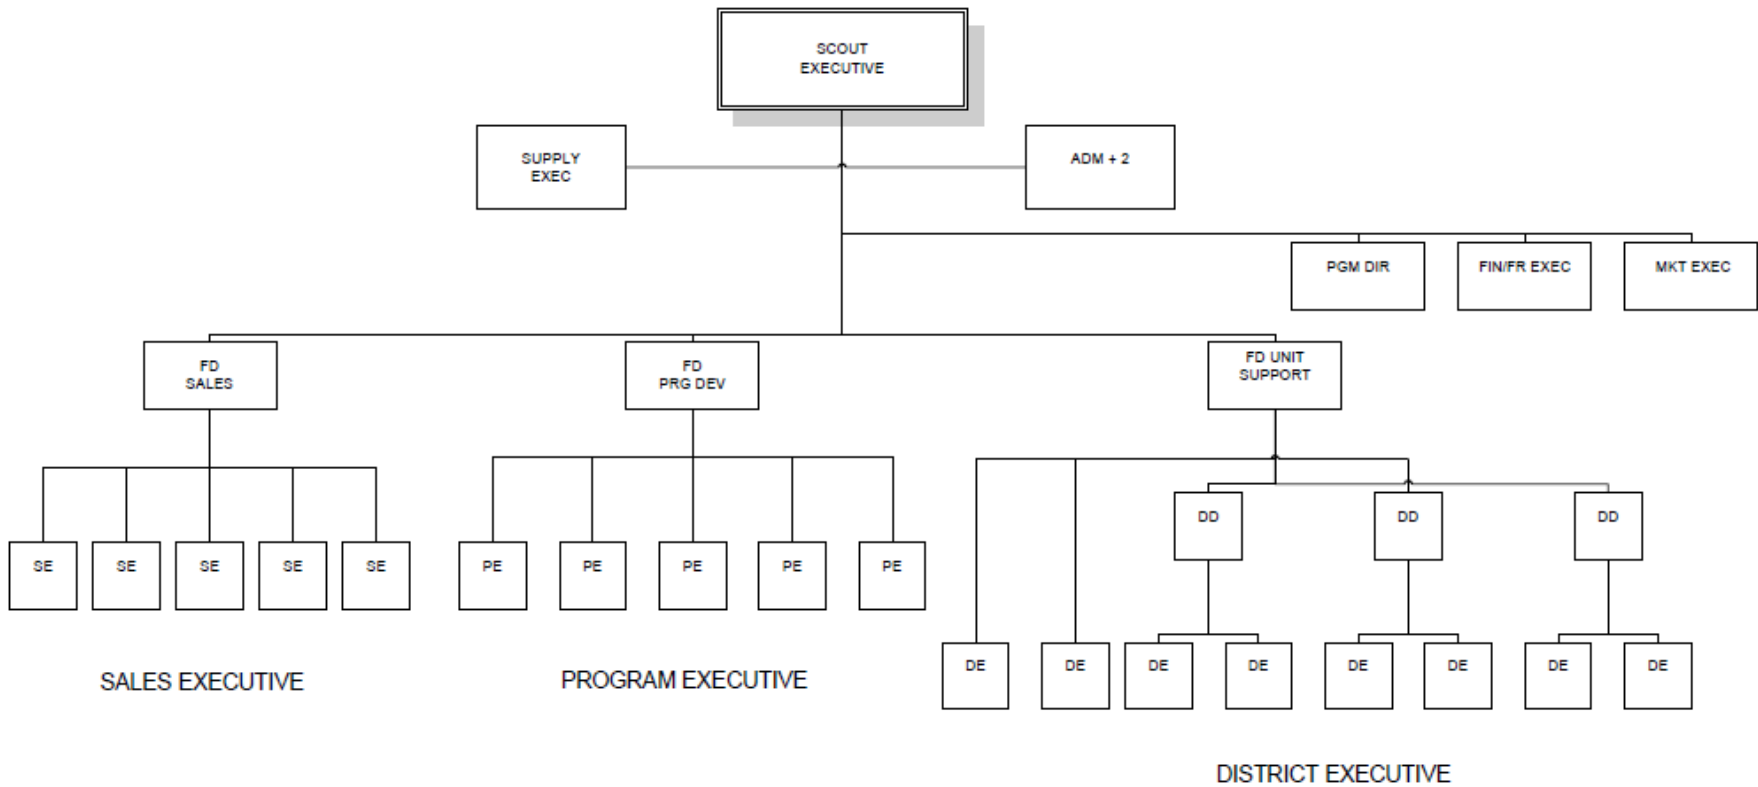 SCOUT
EXECUTIVE
SUPPLY
EXEC
ADM + 2
PGM DIR
FIN/FR EXEC
MKT EXEC
FD
SALES
FD
PRG DEV
FD UNIT
SUPPORT
DD
DD
DD
SE
SE
SE
SE
SE
PE
PE
PE
PE
PE
DE
DE
DE
DE
DE
DE
DE
DE
SALES EXECUTIVE
PROGRAM EXECUTIVE
DISTRICT EXECUTIVE